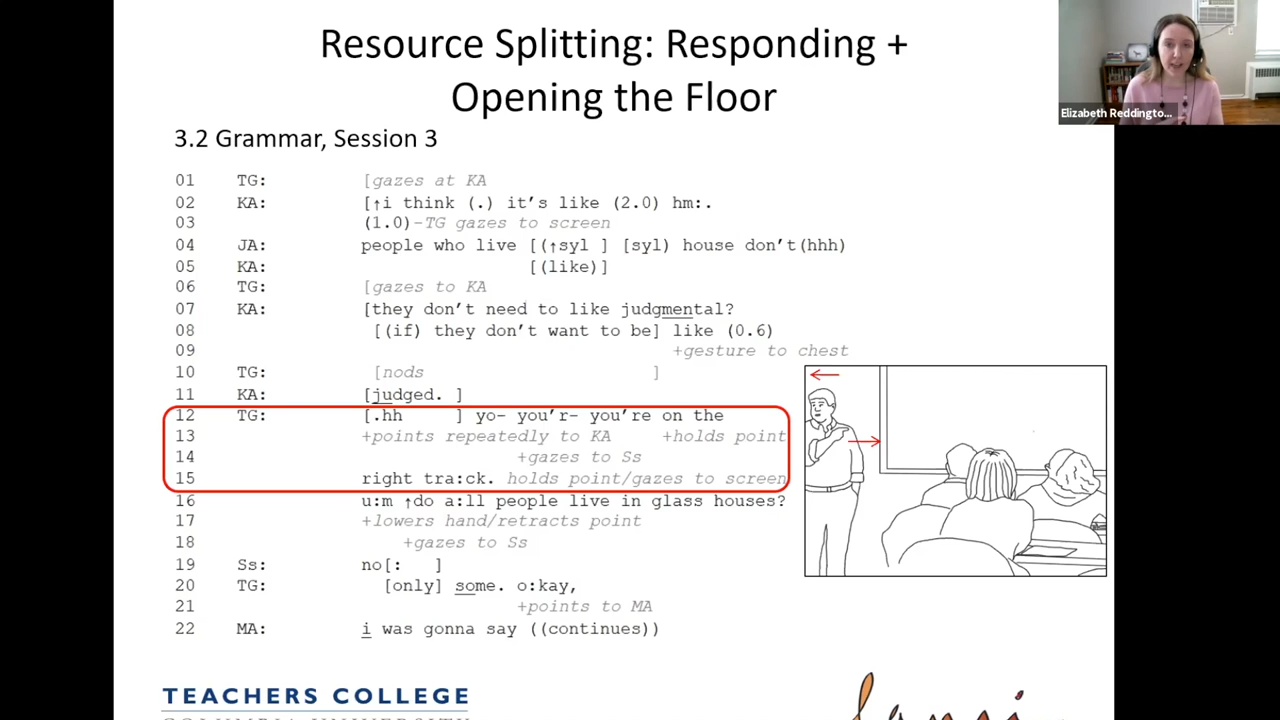 Resource Splitting: Responding +
Opening the Floor
Elizabeth Reddingto...
3.2 Grammar, Session 3
01 TG: [gazes at KA
02 KA: [↑i think (.) it's like (2.0) hm:.
03 (1.0)-TG gazes to screen
04 JA: people who live [(↑syl ] [syl) house don't(hhh)
05 KA: [(like)]
06 TG: [gazes to KA
07 KA: [they don't need to like judgmental?
08 [(if) they don't want to be] like (0.6)
09 +gesture to chest
10 TG: [nods ]
11 KA: [judged. ]
12 TG: [.hh ] yo- you'r- you're on the
13 +points repeatedly to KA +holds point
14 +gazes to Ss
15 right tra:ck. holds point/gazes to screen
16 u:m ↑do a:ll people live in glass houses?
17 +lowers hand/retracts point
18 +gazes to Ss
19 Ss: no[: ]
20 TG: [only] some. o:kay,
21 +points to MA
22 MA: i was gonna say ((continues))
TEACHERS COLLEGE
COLUMBIA UNIVERSITY